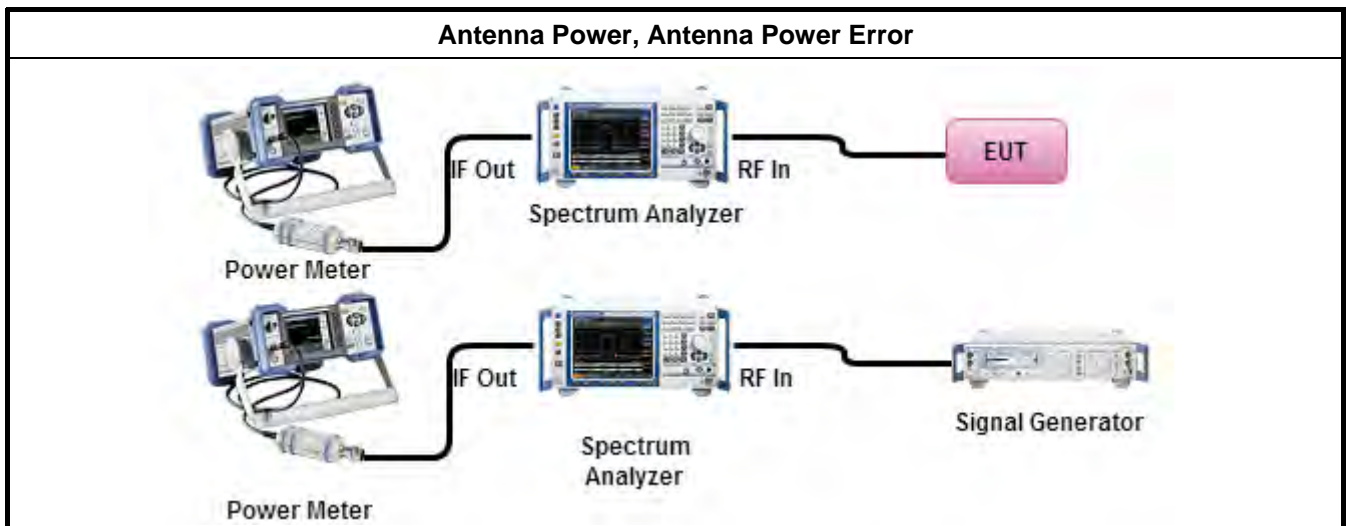 Antenna Power, Antenna Power Error
IF Out
RF In
EUT
Spectrum Analyzer
Power Meter
IF Out
RF In
Signal Generator
Spectrum
Analyzer
Power Meter